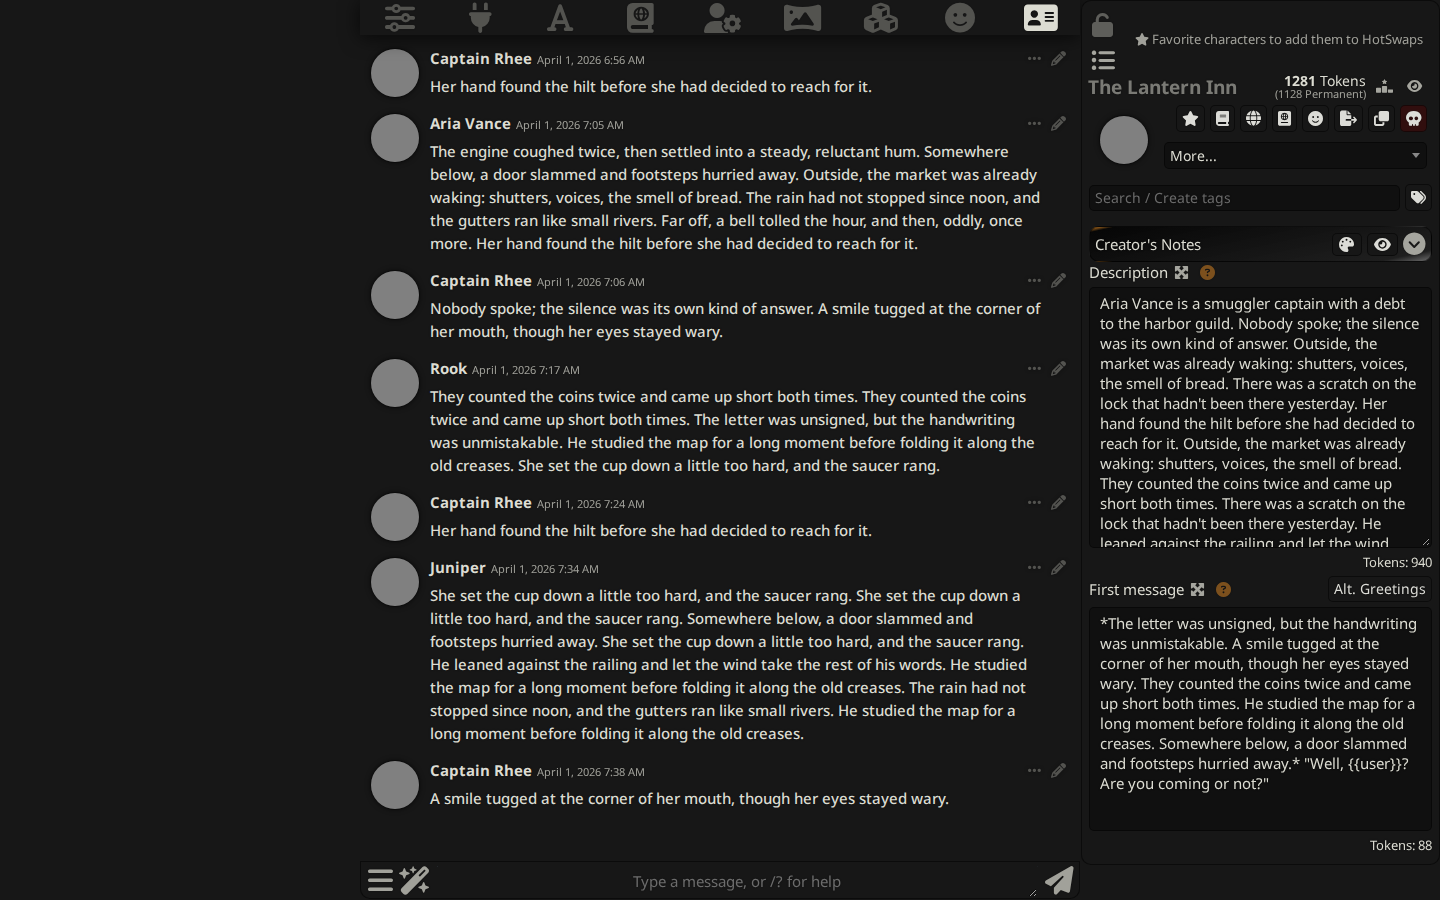 Captain Rhee April 1, 2026 6:56 AM
Her hand found the hilt before she had decided to reach for it.
Aria Vance April 1, 2026 7:05 AM
The engine coughed twice, then settled into a steady, reluctant hum. Somewhere
below, a door slammed and footsteps hurried away. Outside, the market was already
waking: shutters, voices, the smell of bread. The rain had not stopped since noon, and
the gutters ran like small rivers. Far off, a bell tolled the hour, and then, oddly, once
more. Her hand found the hilt before she had decided to reach for it.
Captain Rhee April 1, 2026 7:06 AM
Nobody spoke; the silence was its own kind of answer. A smile tugged at the corner of
her mouth, though her eyes stayed wary.
Rook April 1, 2026 7:17 AM
They counted the coins twice and came up short both times. They counted the coins
twice and came up short both times. The letter was unsigned, but the handwriting
was unmistakable. He studied the map for a long moment before folding it along the
old creases. She set the cup down a little too hard, and the saucer rang.
Captain Rhee April 1, 2026 7:24 AM
Her hand found the hilt before she had decided to reach for it.
Juniper April 1, 2026 7:34 AM
She set the cup down a little too hard, and the saucer rang. She set the cup down a
little too hard, and the saucer rang. Somewhere below, a door slammed and
footsteps hurried away. She set the cup down a little too hard, and the saucer rang.
He leaned against the railing and let the wind take the rest of his words. He studied
the map for a long moment before folding it along the old creases. The rain had not
stopped since noon, and the gutters ran like small rivers. He studied the map for a
long moment before folding it along the old creases.
Captain Rhee April 1, 2026 7:38 AM
A smile tugged at the corner of her mouth, though her eyes stayed wary.
Type a message, or /? for help
Favorite characters to add them to HotSwaps
The Lantern Inn
1281 Tokens
(1128 Permanent)
More...
Search / Create tags
Creator's Notes
Description
Aria Vance is a smuggler captain with a debt
to the harbor guild. Nobody spoke; the silence
was its own kind of answer. Outside, the
market was already waking: shutters, voices,
the smell of bread. There was a scratch on the
lock that hadn't been there yesterday. Her
hand found the hilt before she had decided to
reach for it. Outside, the market was already
waking: shutters, voices, the smell of bread.
They counted the coins twice and came up
short both times. There was a scratch on the
lock that hadn't been there yesterday. He
leaned against the railing and let the wind
Tokens: 940
First message
Alt. Greetings
*The letter was unsigned, but the handwriting
was unmistakable. A smile tugged at the
corner of her mouth, though her eyes stayed
wary. They counted the coins twice and came
up short both times. He studied the map for a
long moment before folding it along the old
creases. Somewhere below, a door slammed
and footsteps hurried away.* "Well, {{user}}?
Are you coming or not?"
Tokens: 88